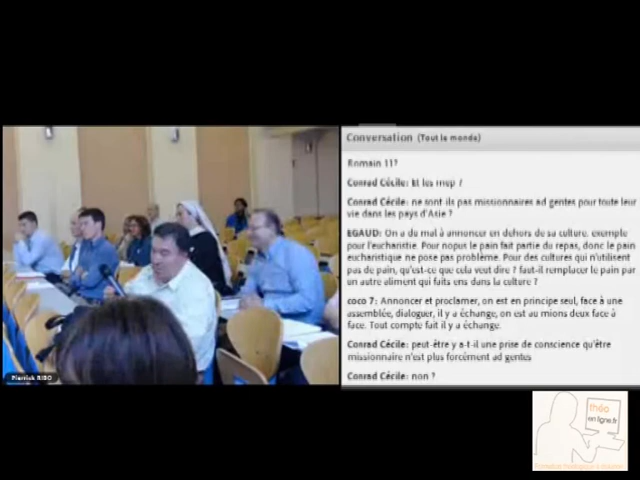 Conversation (Tout le monde)
Romain 11?
Conrad Cécile: Et les mep ?
Conrad Cécile: ne sont ils pas missionnaires ad gentes pour toute leur
vie dans les pays d'Asie ?
EGAUD: On a du mal à annoncer en dehors de sa culture. exemple
pour l'eucharistie. Pour nopus le pain fait partie du repas, donc le pain
eucharistique ne pose pas problème. Pour des cultures qui n'utilisent
pas de pain, qu'est-ce que cela veut dire ? faut-il remplacer le pain par
un autre aliment qui faits ens dans la culture ?
coco 7: Annoncer et proclamer, on est en principe seul, face à une
assemblée, dialoguer, il y a échange, on est au mions deux face à
face. Tout compte fait il y a échange.
Conrad Cécile: peut-être y a-t-il une prise de conscience qu'être
missionnaire n'est plus forcément ad gentes
Conrad Cécile: non ?
Pierrick RIBO
théo
en ligne.fr